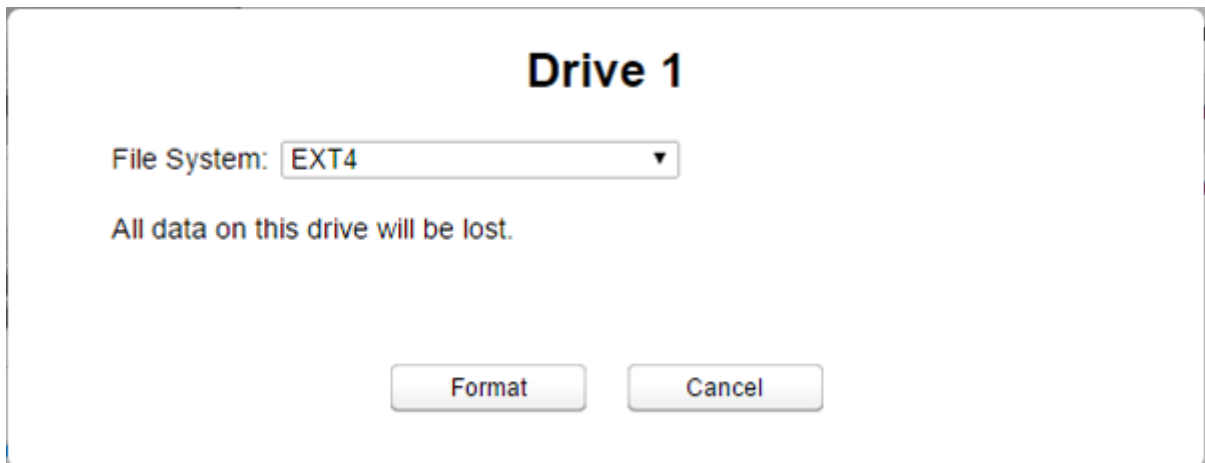 Drive 1
File System: EXT4
All data on this drive will be lost.
Format Cancel